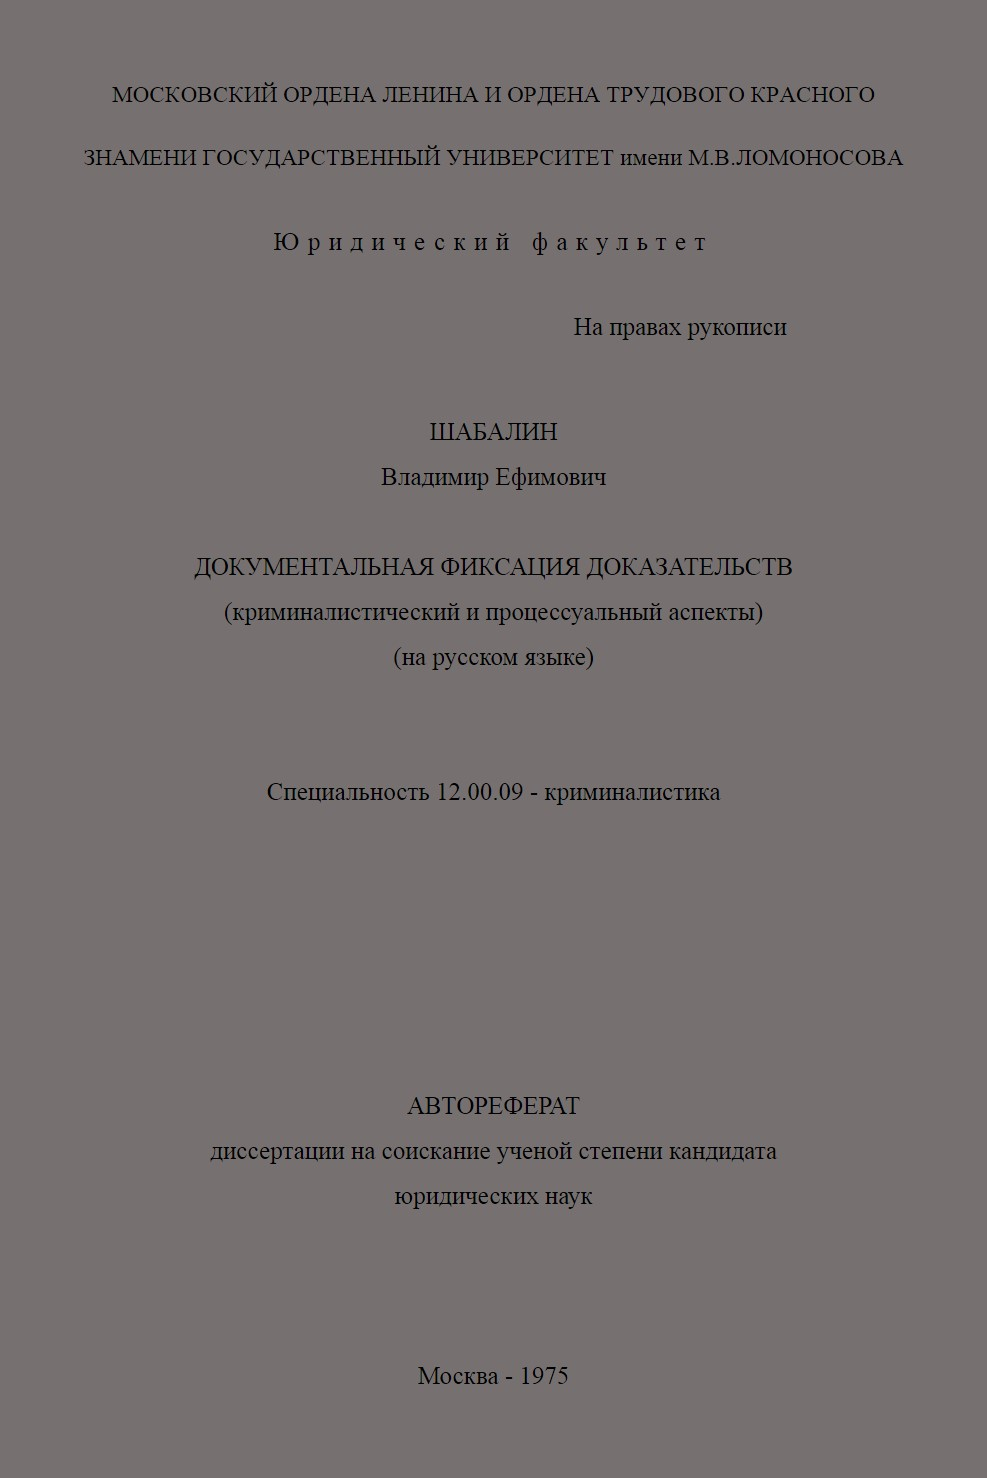 МОСКОВСКИЙ ОРДЕНА ЛЕНИНА И ОРДЕНА ТРУДОВОГО КРАСНОГО
ЗНАМЕНИ ГОСУДАРСТВЕННЫЙ УНИВЕРСИТЕТ имени М.В.ЛОМОНОСОВА
Юридический факультет
На правах рукописи
ШАБАЛИН
Владимир Ефимович
ДОКУМЕНТАЛЬНАЯ ФИКСАЦИЯ ДОКАЗАТЕЛЬСТВ
(криминалистический и процессуальный аспекты)
(на русском языке)
Специальность 12.00.09 - криминалистика
АВТОРЕФЕРАТ
диссертации на соискание ученой степени кандидата
юридических наук
Москва - 1975